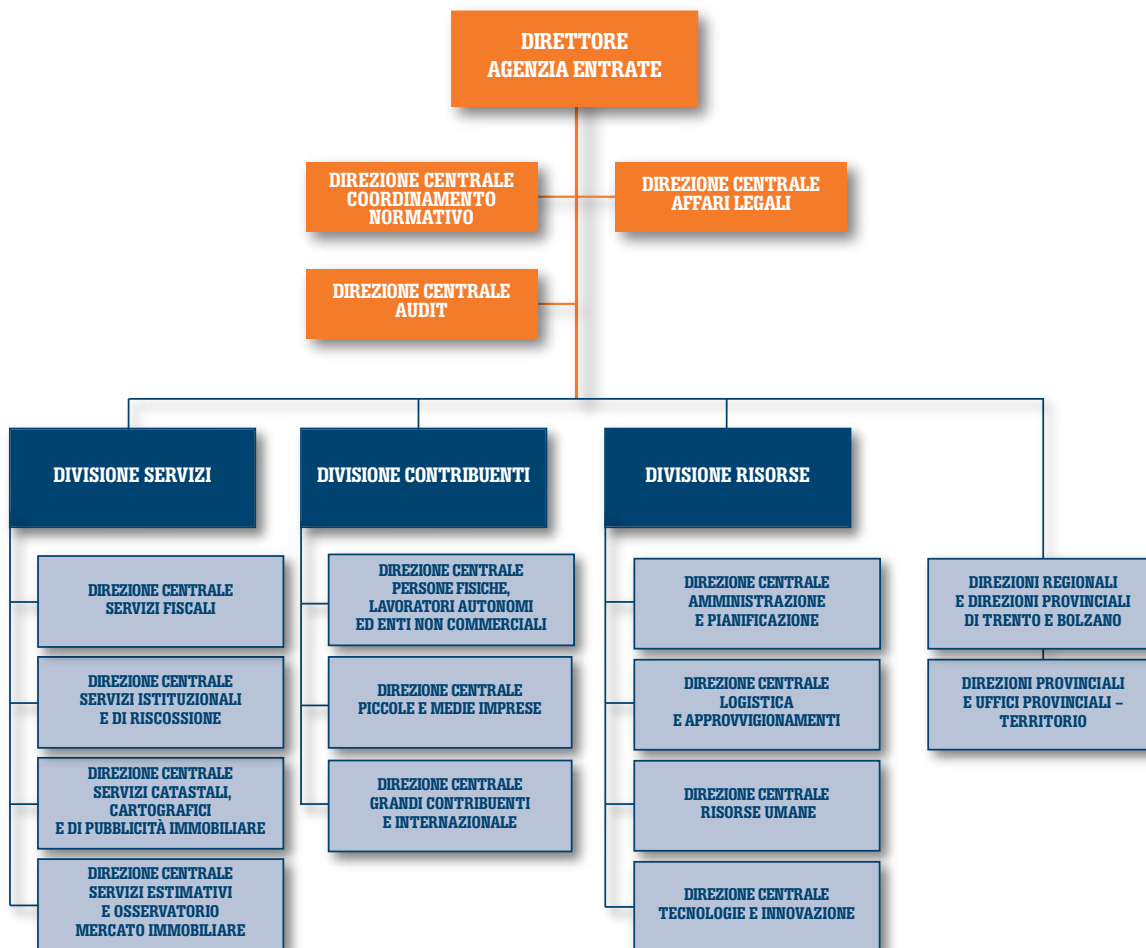 DIRETTORE
AGENZIA ENTRATE
DIREZIONE CENTRALE
COORDINAMENTO
NORMATIVO
DIREZIONE CENTRALE
AFFARI LEGALI
DIREZIONE CENTRALE
AUDIT
DIVISIONE SERVIZI
DIREZIONE CENTRALE
SERVIZI FISCALI
DIREZIONE CENTRALE
SERVIZI ISTITUZIONALI
E DI RISCOSSIONE
DIREZIONE CENTRALE
SERVIZI CATASTALI,
CARTOGRAFICI
E DI PUBBLICITÀ IMMOBILIARE
DIREZIONE CENTRALE
SERVIZI ESTIMATIVI
E OSSERVATORIO
MERCATO IMMOBILIARE
DIVISIONE CONTRIBUENTI
DIREZIONE CENTRALE
PERSONE FISICHE,
LAVORATORI AUTONOMI
ED ENTI NON COMMERCIALI
DIREZIONE CENTRALE
PICCOLE E MEDIE IMPRESE
DIREZIONE CENTRALE
GRANDI CONTRIBUENTI
E INTERNAZIONALE
DIVISIONE RISORSE
DIREZIONE CENTRALE
AMMINISTRAZIONE
E PIANIFICAZIONE
DIREZIONE CENTRALE
LOGISTICA
E APPROVVIGIONAMENTI
DIREZIONE CENTRALE
RISORSE UMANE
DIREZIONE CENTRALE
TECNOLOGIE E INNOVAZIONE
DIREZIONI REGIONALI
E DIREZIONI PROVINCIALI
DI TRENTO E BOLZANO
DIREZIONI PROVINCIALI
E UFFICI PROVINCIALI –
TERRITORIO